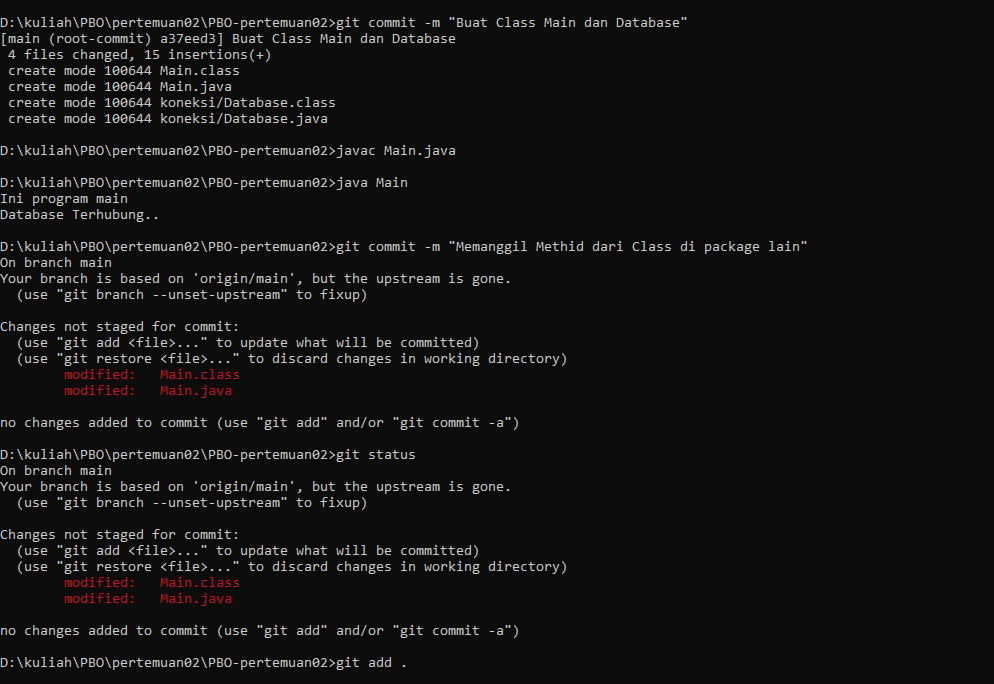 D:\kuliah\PBO\pertemuan02\PBO-pertemuan02>git commit -m "Buat Class Main dan Database"
[main (root-commit) a37eed3] Buat Class Main dan Database
 4 files changed, 15 insertions(+)
 create mode 100644 Main.class
 create mode 100644 Main.java
 create mode 100644 koneksi/Database.class
 create mode 100644 koneksi/Database.java
D:\kuliah\PBO\pertemuan02\PBO-pertemuan02>javac Main.java
D:\kuliah\PBO\pertemuan02\PBO-pertemuan02>java Main
Ini program main
Database Terhubung..
D:\kuliah\PBO\pertemuan02\PBO-pertemuan02>git commit -m "Memanggil Methid dari Class di package lain"
On branch main
Your branch is based on 'origin/main', but the upstream is gone.
  (use "git branch --unset-upstream" to fixup)
Changes not staged for commit:
  (use "git add <file>..." to update what will be committed)
  (use "git restore <file>..." to discard changes in working directory)
        modified:   Main.class
        modified:   Main.java
no changes added to commit (use "git add" and/or "git commit -a")
D:\kuliah\PBO\pertemuan02\PBO-pertemuan02>git status
On branch main
Your branch is based on 'origin/main', but the upstream is gone.
  (use "git branch --unset-upstream" to fixup)
Changes not staged for commit:
  (use "git add <file>..." to update what will be committed)
  (use "git restore <file>..." to discard changes in working directory)
        modified:   Main.class
        modified:   Main.java
no changes added to commit (use "git add" and/or "git commit -a")
D:\kuliah\PBO\pertemuan02\PBO-pertemuan02>git add .